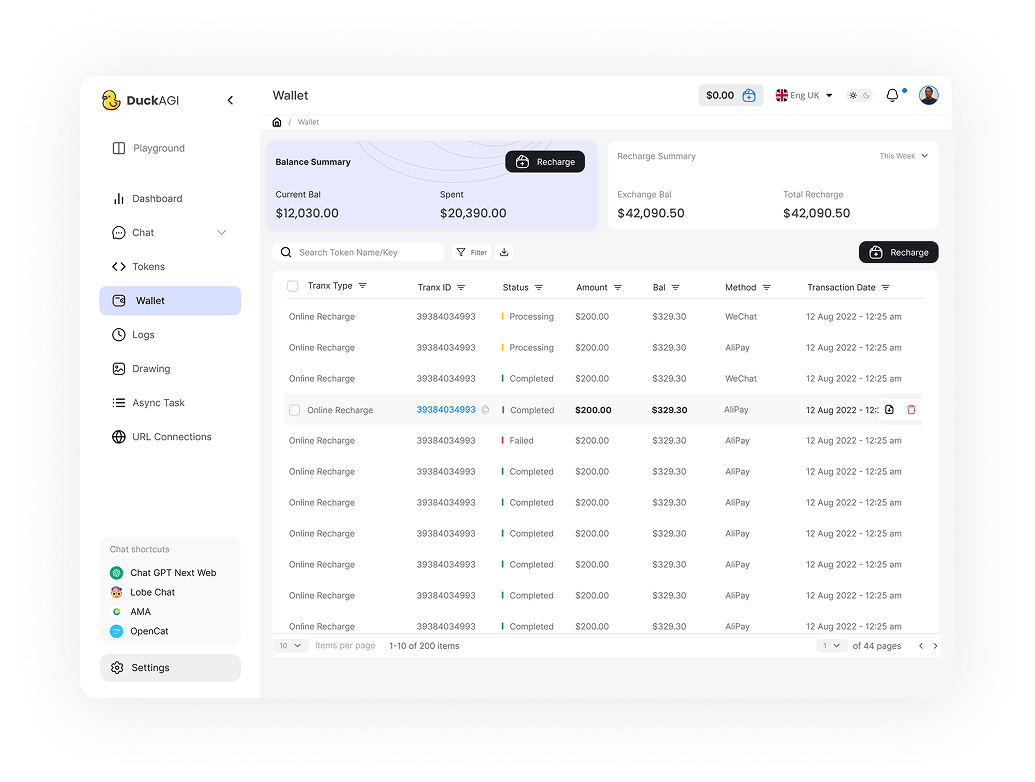 DuckAGI
Wallet
$0.00
Eng UK
/ Wallet
Playground
Dashboard
Chat
Tokens
Wallet
Logs
Drawing
Async Task
URL Connections
Chat shortcuts
Chat GPT Next Web
Lobe Chat
AMA
OpenCat
Settings
Balance Summary
Recharge
Current Bal
Spent
$12,030.00
$20,390.00
Recharge Summary
This Week
Exchange Bal
Total Recharge
$42,090.50
$42,090.50
Search Token Name/Key
Filter
Recharge
Tranx Type Tranx ID Status Amount Bal Method Transaction Date
Online Recharge 39384034993 Processing $200.00 $329.30 WeChat 12 Aug 2022 - 12:25 am
Online Recharge 39384034993 Processing $200.00 $329.30 AliPay 12 Aug 2022 - 12:25 am
Online Recharge 39384034993 Completed $200.00 $329.30 WeChat 12 Aug 2022 - 12:25 am
Online Recharge 39384034993 Completed $200.00 $329.30 AliPay 12 Aug 2022 - 12:
Online Recharge 39384034993 Failed $200.00 $329.30 AliPay 12 Aug 2022 - 12:25 am
Online Recharge 39384034993 Completed $200.00 $329.30 AliPay 12 Aug 2022 - 12:25 am
Online Recharge 39384034993 Completed $200.00 $329.30 AliPay 12 Aug 2022 - 12:25 am
Online Recharge 39384034993 Completed $200.00 $329.30 AliPay 12 Aug 2022 - 12:25 am
Online Recharge 39384034993 Completed $200.00 $329.30 AliPay 12 Aug 2022 - 12:25 am
Online Recharge 39384034993 Completed $200.00 $329.30 AliPay 12 Aug 2022 - 12:25 am
Online Recharge 39384034993 Completed $200.00 $329.30 AliPay 12 Aug 2022 - 12:25 am
10 Items per page 1-10 of 200 items
1 of 44 pages